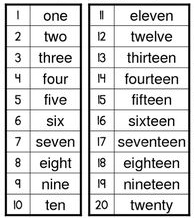 1 one
2 two
3 three
4 four
5 five
6 six
7 seven
8 eight
9 nine
10 ten
11 eleven
12 twelve
13 thirteen
14 fourteen
15 fifteen
16 sixteen
17 seventeen
18 eighteen
19 nineteen
20 twenty